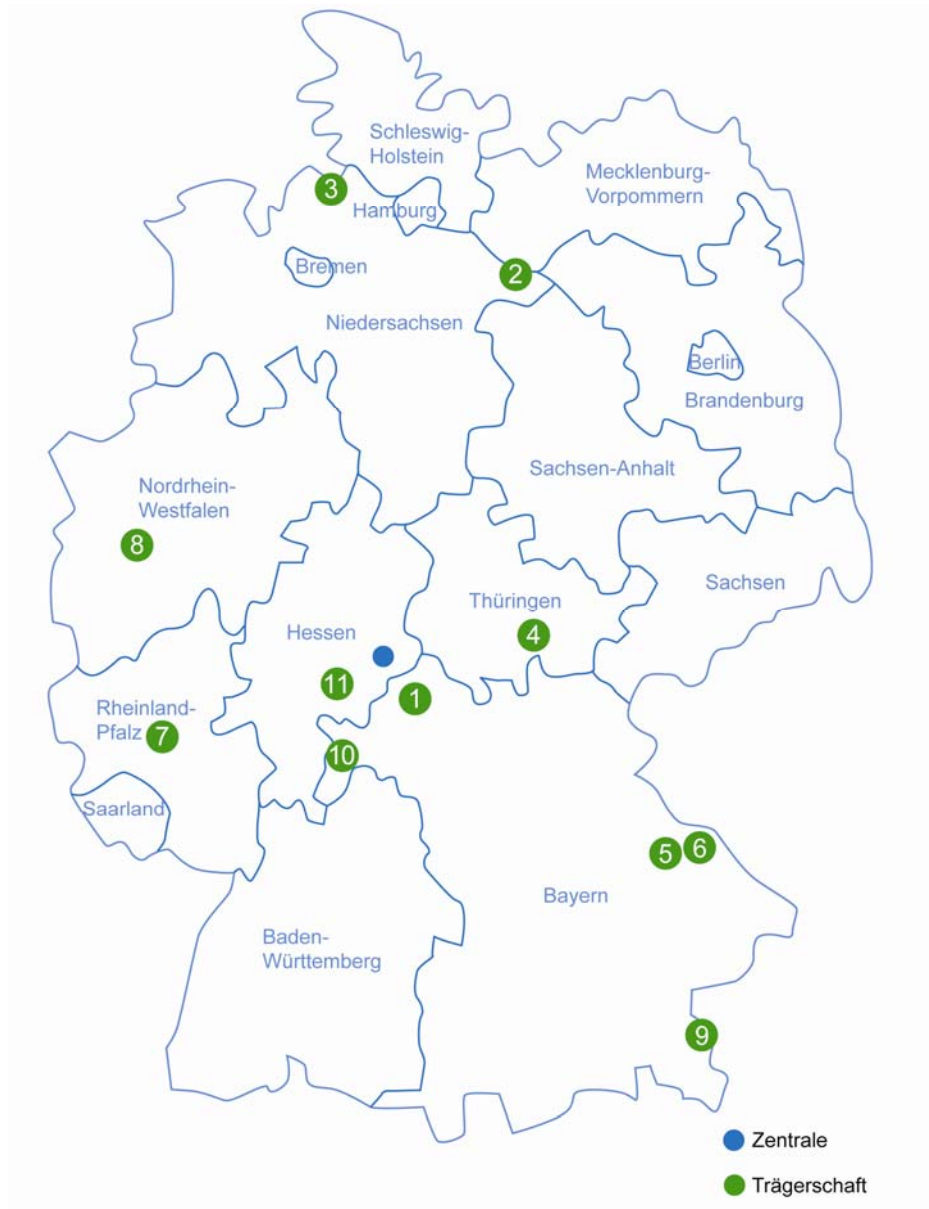 Schleswig-
Holstein
Mecklenburg-
Vorpommern
3
Hamburg
Bremen
2
Niedersachsen
Berlin
Brandenburg
Sachsen-Anhalt
Nordrhein-
Westfalen
8
Sachsen
Thüringen
4
Hessen
11
1
Rheinland-
Pfalz
7
10
Saarland
5
6
Bayern
Baden-
Württemberg
9
Zentrale
Trägerschaft